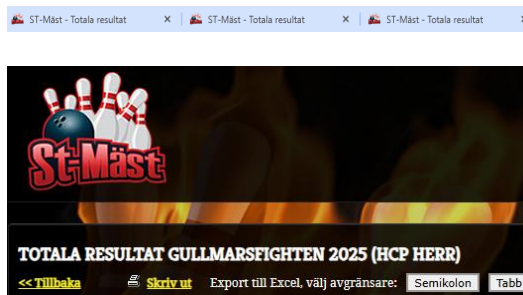 ST-Mäst - Totala resultat ST-Mäst - Totala resultat ST-Mäst - Totala resultat
St-Mäst
TOTALA RESULTAT GULLMARSFIGHTEN 2025 (HCP HERR)
<< Tillbaka Skriv ut Export till Excel, välj avgränsare: Semikolon Tabb